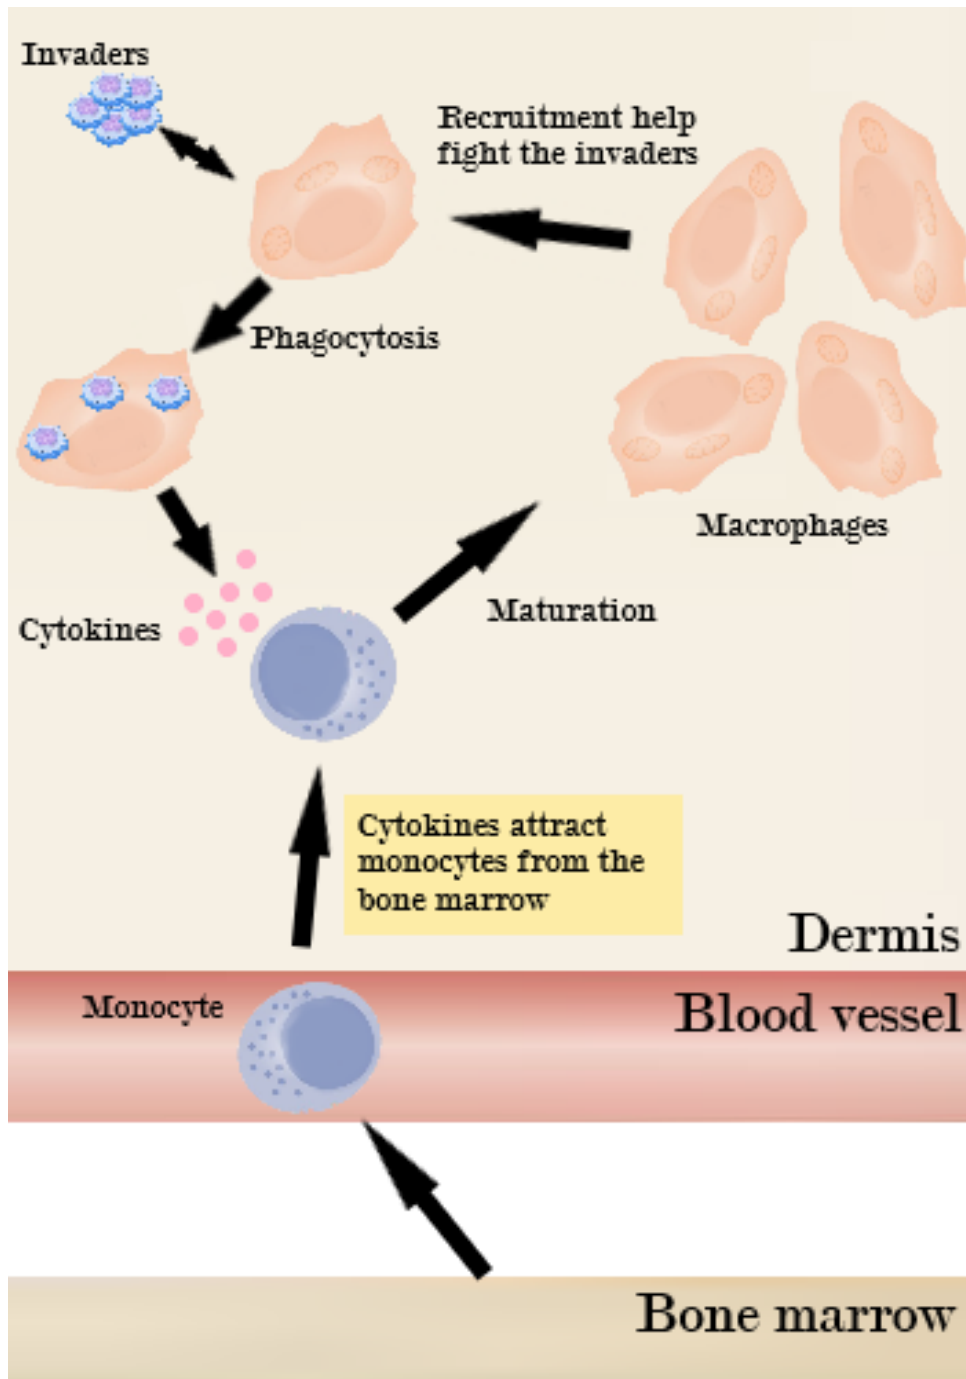 Invaders
Recruitment help
fight the invaders
Phagocytosis
Macrophages
Cytokines
Maturation
Cytokines attract
monocytes from the
bone marrow
Dermis
Monocyte
Blood vessel
Bone marrow